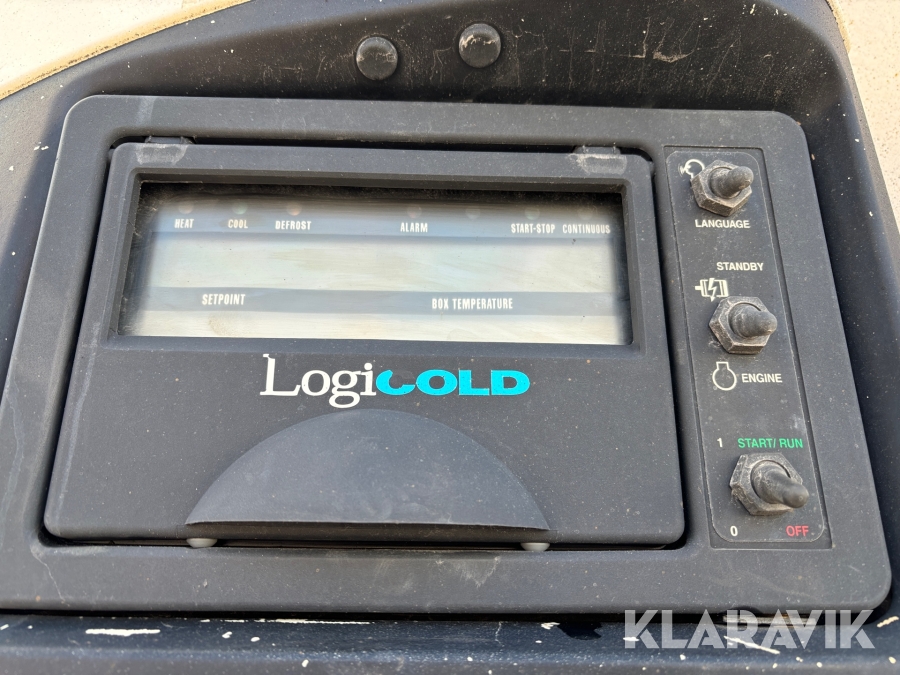 HEAT COOL DEFROST ALARM START-STOP CONTINUOUS
SETPOINT BOX TEMPERATURE
LogiCOLD
LANGUAGE
STANDBY
ENGINE
1 START/RUN
0 OFF
KLARAVIK